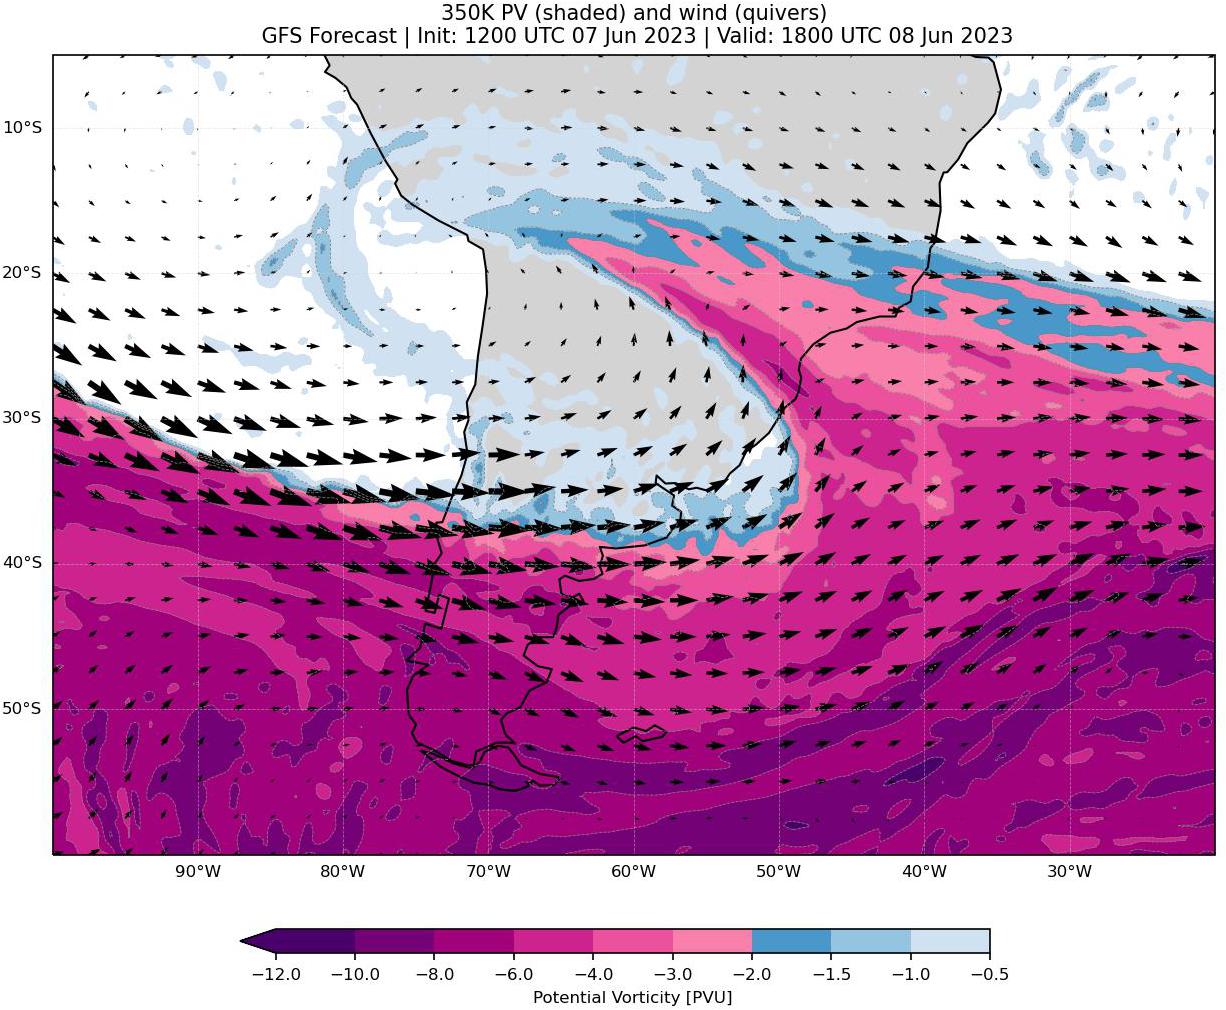 350K PV (shaded) and wind (quivers)
GFS Forecast | Init: 1200 UTC 07 Jun 2023 | Valid: 1800 UTC 08 Jun 2023
10°S
20°S
30°S
40°S
50°S
90°W 80°W 70°W 60°W 50°W 40°W 30°W
−12.0 −10.0 −8.0 −6.0 −4.0 −3.0 −2.0 −1.5 −1.0 −0.5
Potential Vorticity [PVU]